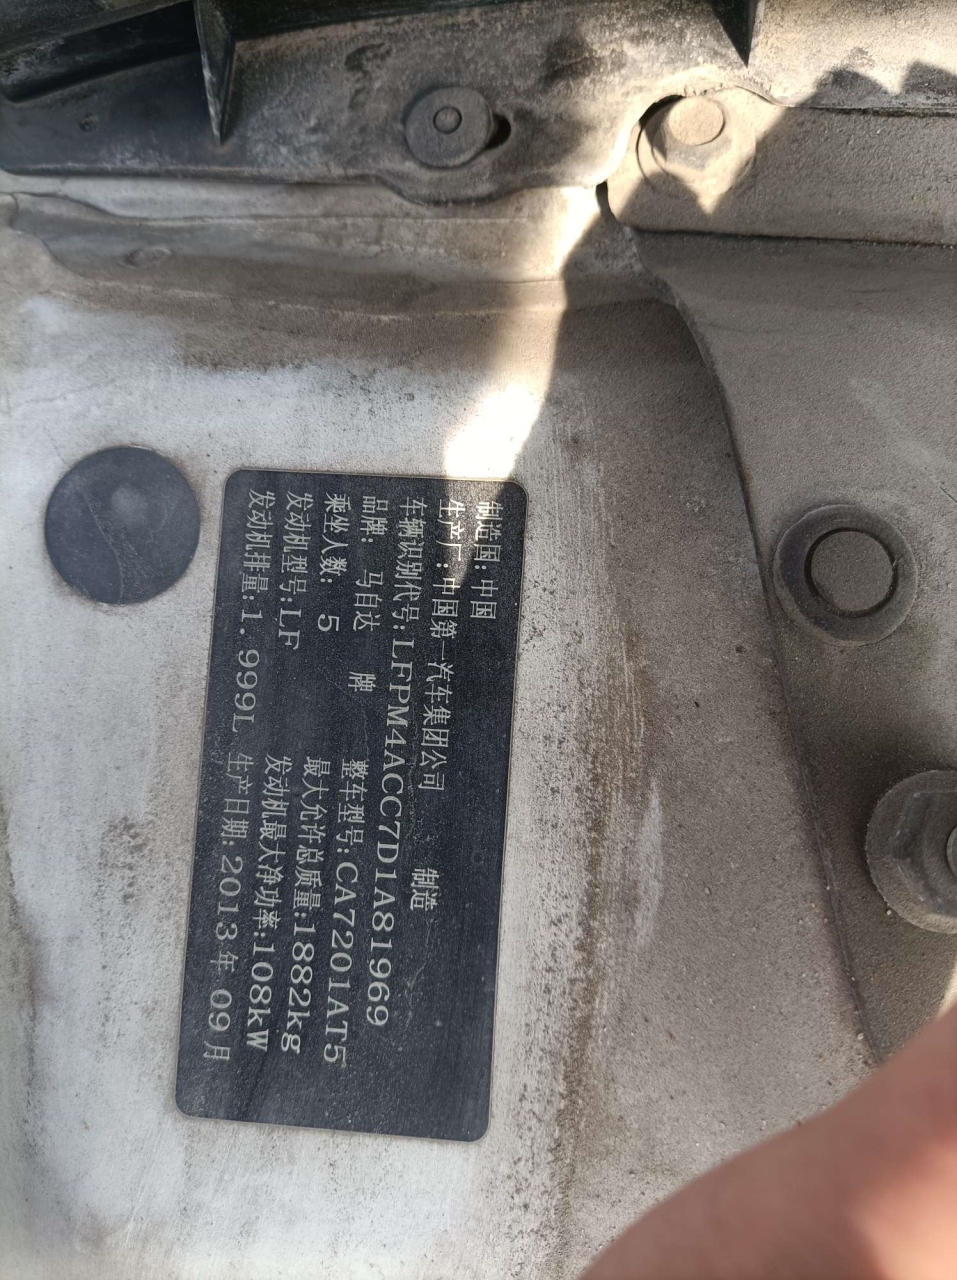 制造国:中国
生产厂:中国第一汽车集团公司 制造
车辆识别代号:LFPM4ACC7D1A81969
品牌: 马自达 牌 整车型号:CA7201AT5
乘坐人数: 5 最大允许总质量:1882kg
发动机型号:LF 发动机最大净功率:108kW
发动机排量:1.999L 生产日期:2013年09月